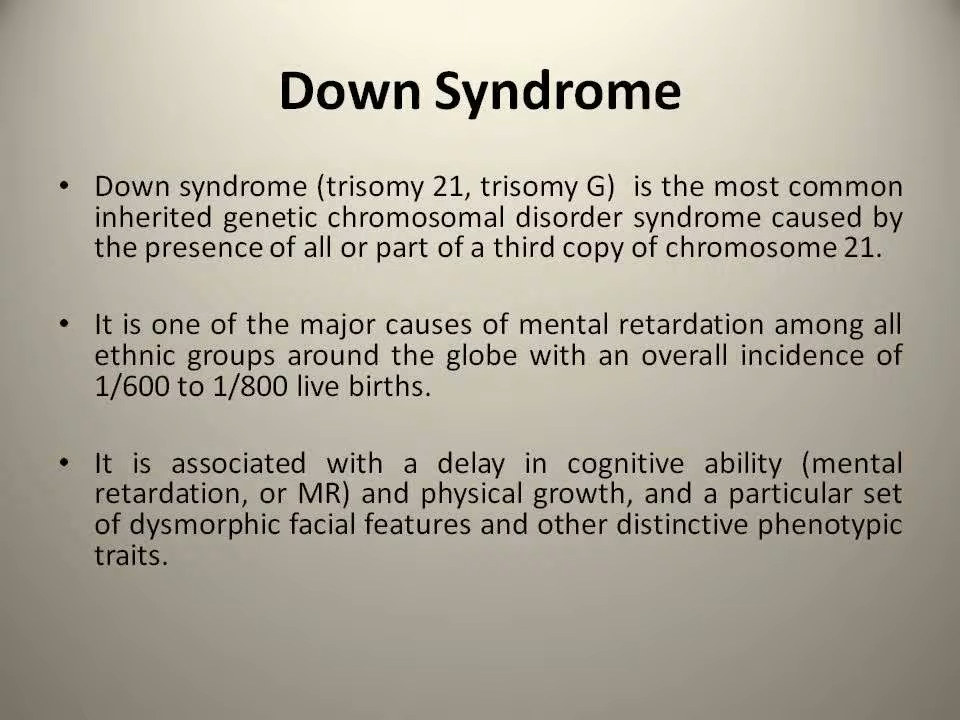 Down Syndrome
• Down syndrome (trisomy 21, trisomy G) is the most common
inherited genetic chromosomal disorder syndrome caused by
the presence of all or part of a third copy of chromosome 21.
• It is one of the major causes of mental retardation among all
ethnic groups around the globe with an overall incidence of
1/600 to 1/800 live births.
• It is associated with a delay in cognitive ability (mental
retardation, or MR) and physical growth, and a particular set
of dysmorphic facial features and other distinctive phenotypic
traits.